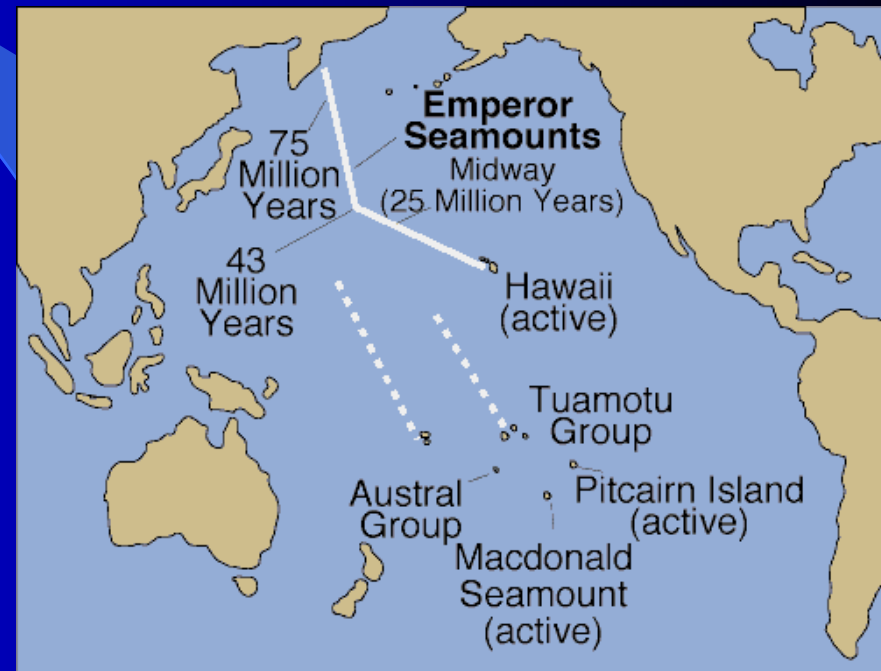 Emperor
Seamounts
75
Million
Years
Midway
(25 Million Years)
43
Million
Years
Hawaii
(active)
Tuamotu
Group
Austral
Group
Pitcairn Island
(active)
Macdonald
Seamount
(active)